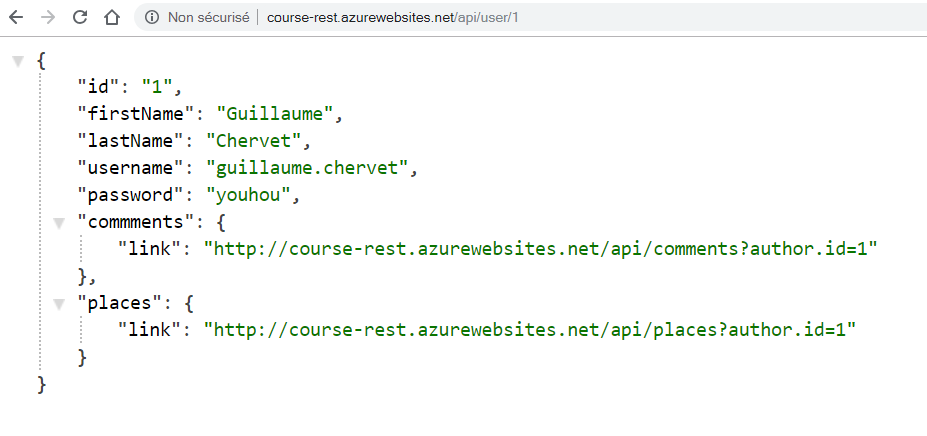 Non sécurisé course-rest.azurewebsites.net/api/user/1
{
"id": "1",
"firstName": "Guillaume",
"lastName": "Chervet",
"username": "guillaume.chervet",
"password": "youhou",
"commments": {
"link": "http://course-rest.azurewebsites.net/api/comments?author.id=1"
},
"places": {
"link": "http://course-rest.azurewebsites.net/api/places?author.id=1"
}
}